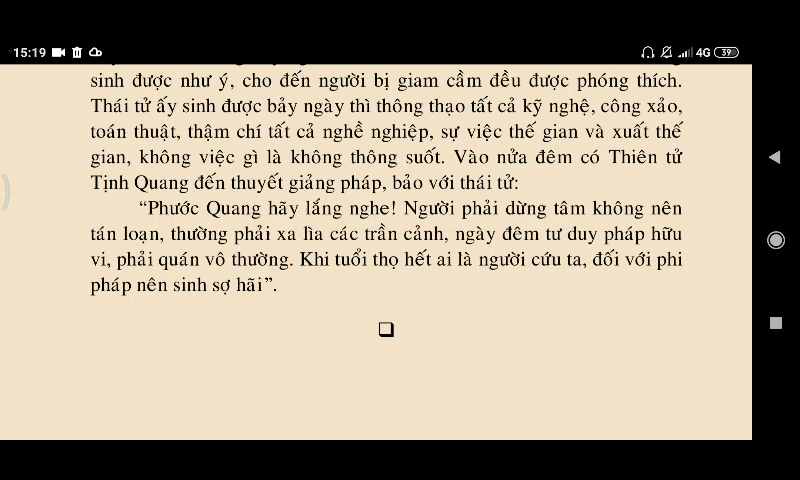 15:19
4G 39
sinh được như ý, cho đến người bị giam cầm đều được phóng thích.
Thái tử ấy sinh được bảy ngày thì thông thạo tất cả kỹ nghệ, công xảo,
toán thuật, thậm chí tất cả nghề nghiệp, sự việc thế gian và xuất thế
gian, không việc gì là không thông suốt. Vào nửa đêm có Thiên tử
Tịnh Quang đến thuyết giảng pháp, bảo với thái tử:
“Phước Quang hãy lắng nghe! Người phải dừng tâm không nên
tán loạn, thường phải xa lìa các trần cảnh, ngày đêm tư duy pháp hữu
vi, phải quán vô thường. Khi tuổi thọ hết ai là người cứu ta, đối với phi
pháp nên sinh sợ hãi”.